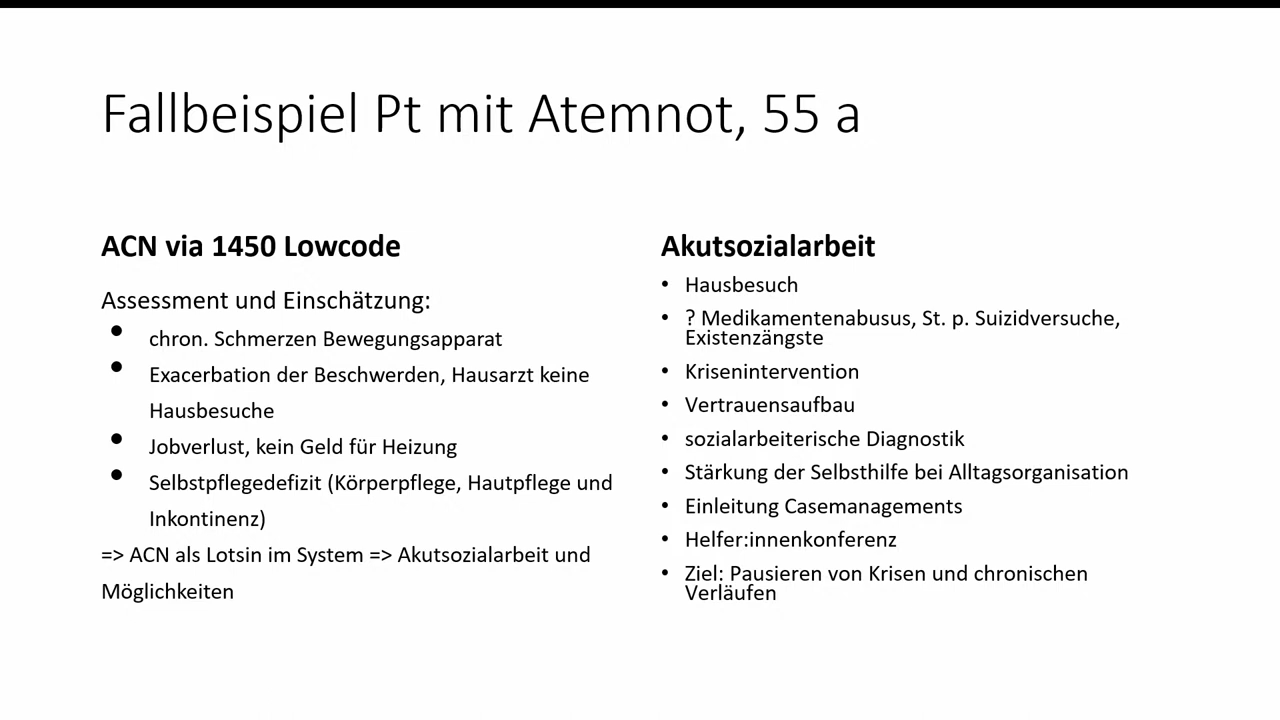 Fallbeispiel Pt mit Atemnot, 55 a
ACN via 1450 Lowcode
Assessment und Einschätzung:
• chron. Schmerzen Bewegungsapparat
• Exacerbation der Beschwerden, Hausarzt keine
Hausbesuche
• Jobverlust, kein Geld für Heizung
• Selbstpflegedefizit (Körperpflege, Hautpflege und
Inkontinenz)
=> ACN als Lotsin im System => Akutsozialarbeit und
Möglichkeiten
Akutsozialarbeit
• Hausbesuch
• ? Medikamentenabusus, St. p. Suizidversuche,
Existenzängste
• Krisenintervention
• Vertrauensaufbau
• sozialarbeiterische Diagnostik
• Stärkung der Selbsthilfe bei Alltagsorganisation
• Einleitung Casemanagements
• Helfer:innenkonferenz
• Ziel: Pausieren von Krisen und chronischen
Verläufen